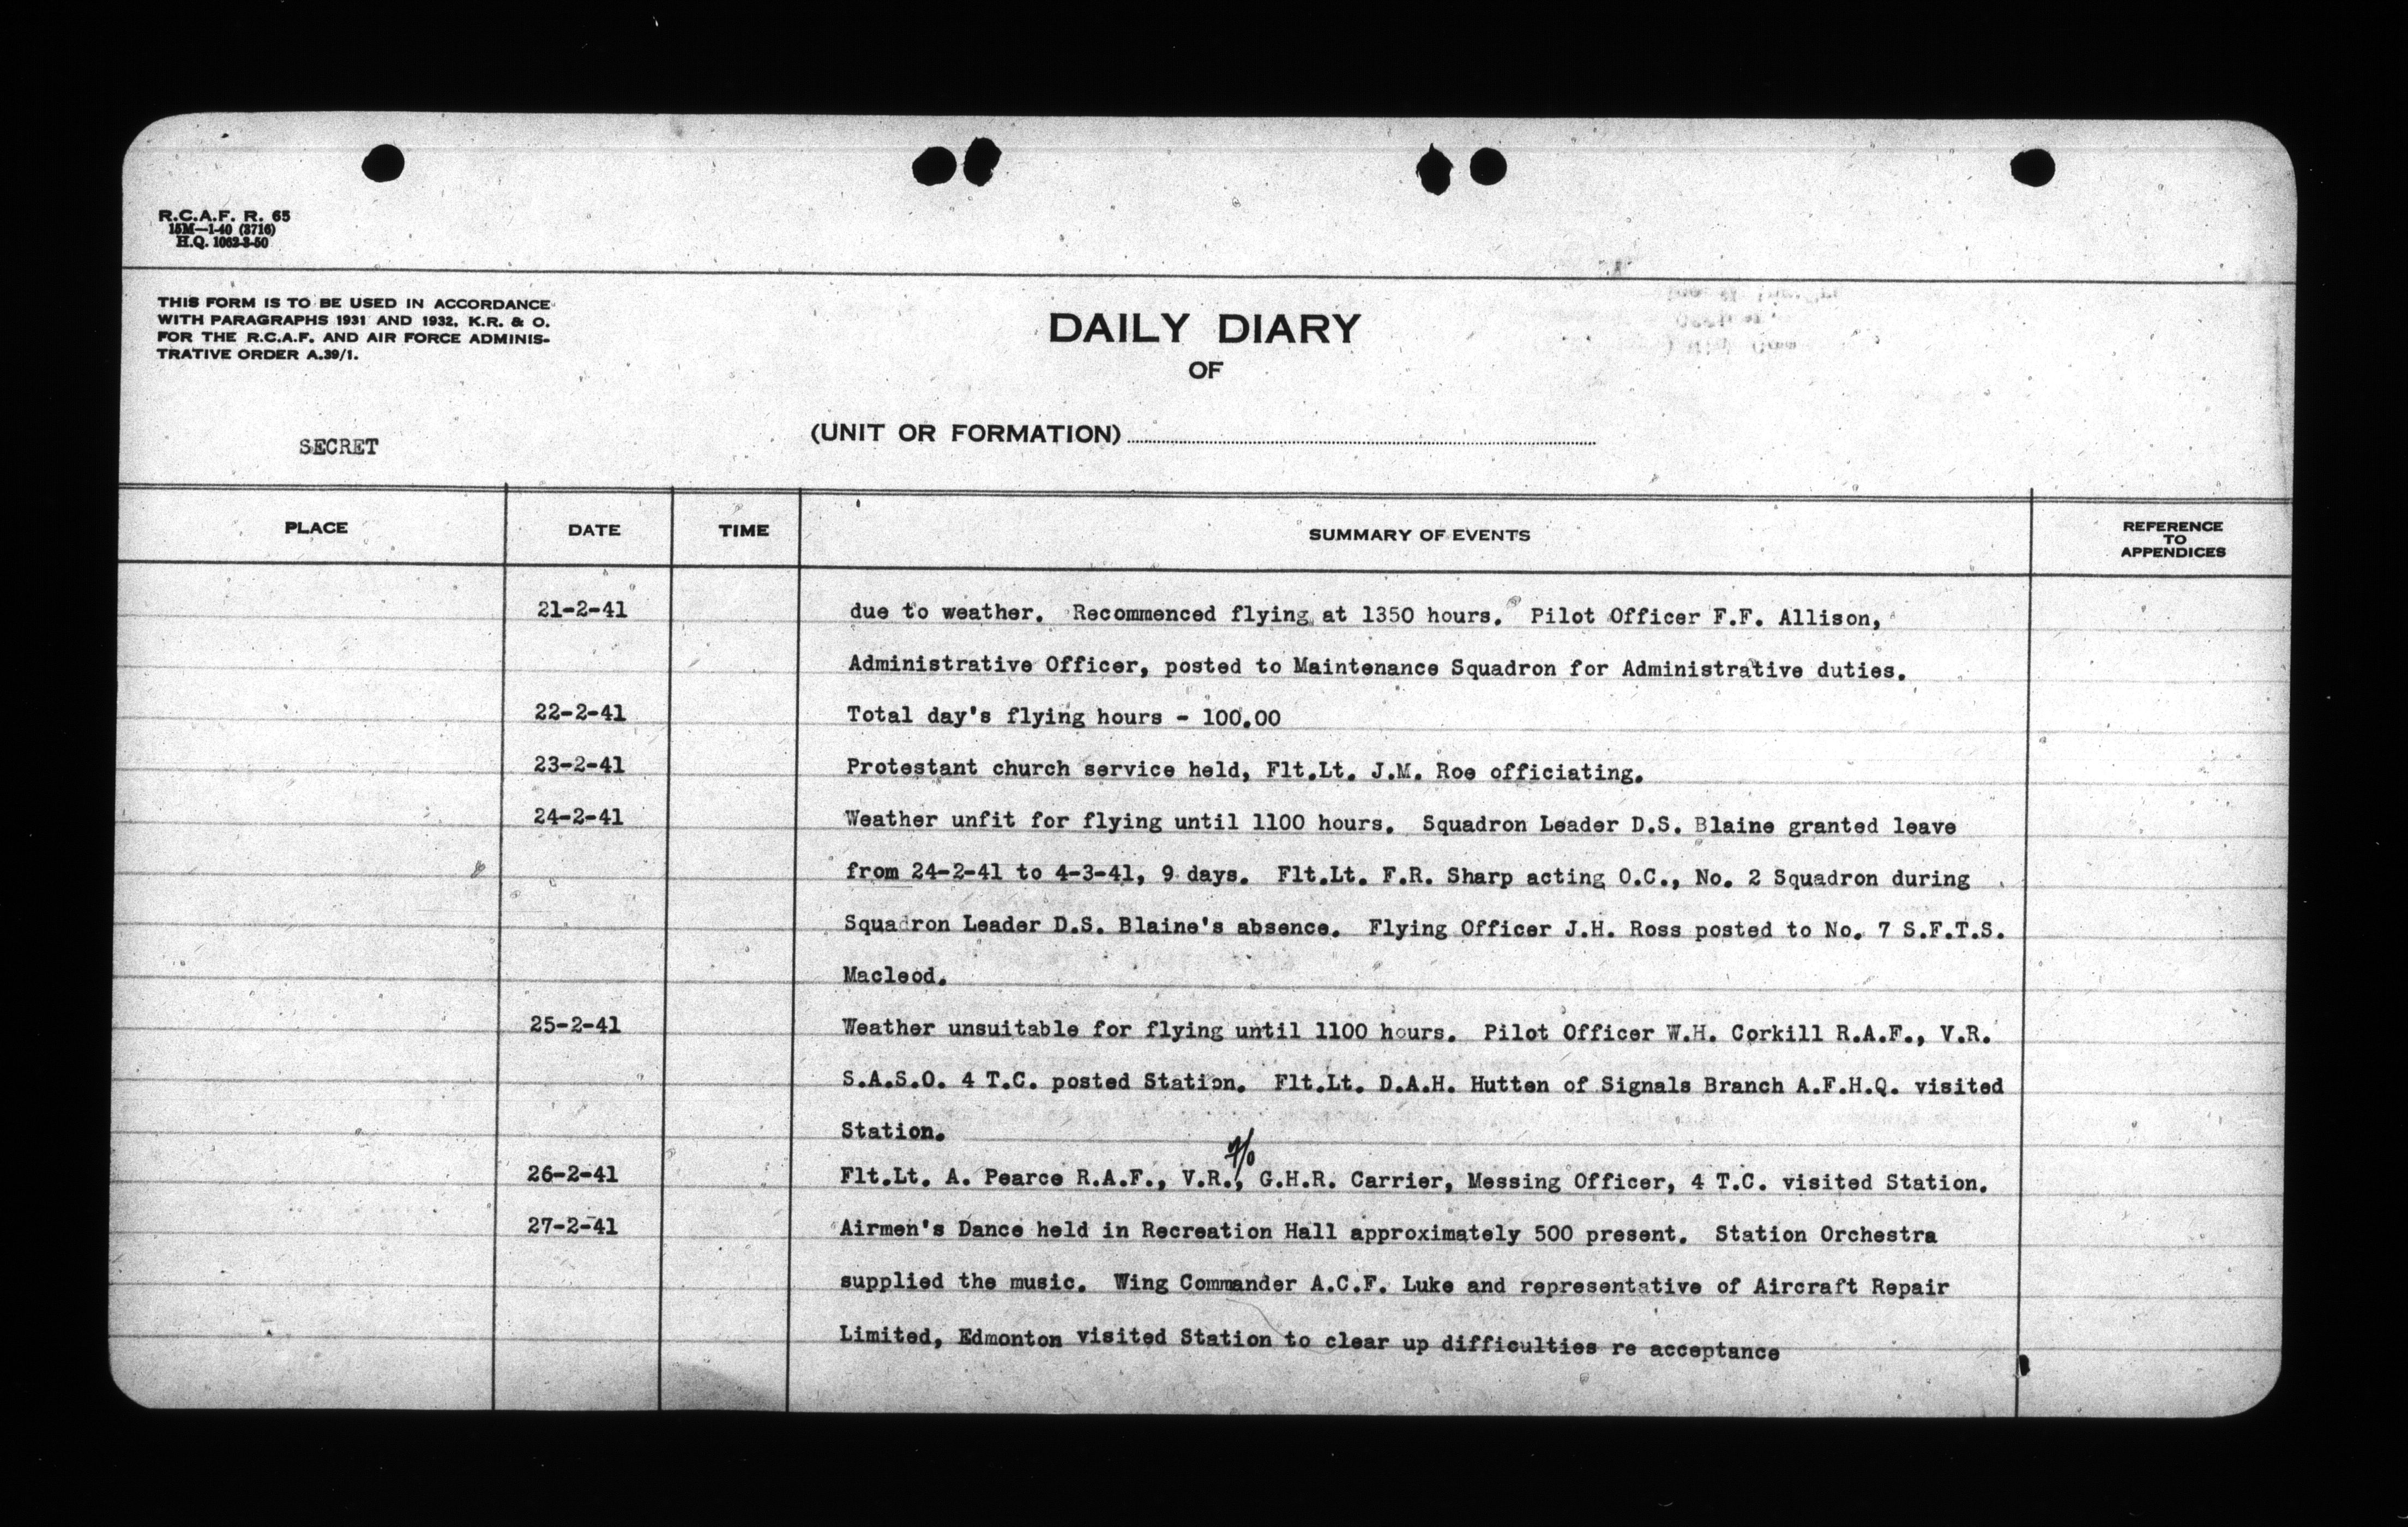 R.C.A.F. R. 65
15M—1-40 (3716)
H.Q. 1062-3-50
THIS FORM IS TO BE USED IN ACCORDANCE
WITH PARAGRAPHS 1931 AND 1932, K.R. & O.
FOR THE R.C.A.F. AND AIR FORCE ADMINIS-
TRATIVE ORDER A.39/1.
DAILY DIARY
OF
(UNIT OR FORMATION)
SECRET
PLACE DATE TIME SUMMARY OF EVENTS REFERENCE
TO
APPENDICES
21-2-41 due to weather. Recommenced flying at 1350 hours. Pilot Officer F.F. Allison,
Administrative Officer, posted to Maintenance Squadron for Administrative duties.
22-2-41 Total day's flying hours - 100.00
23-2-41 Protestant church service held, Flt.Lt. J.M. Roe officiating.
24-2-41 Weather unfit for flying until 1100 hours. Squadron Leader D.S. Blaine granted leave
from 24-2-41 to 4-3-41, 9 days. Flt.Lt. F.R. Sharp acting O.C., No. 2 Squadron during
Squadron Leader D.S. Blaine's absence. Flying Officer J.H. Ross posted to No. 7 S.F.T.S.
Macleod.
25-2-41 Weather unsuitable for flying until 1100 hours. Pilot Officer W.H. Corkill R.A.F., V.R.
S.A.S.O. 4 T.C. posted Station. Flt.Lt. D.A.H. Hutten of Signals Branch A.F.H.Q. visited
Station.
26-2-41 Flt.Lt. A. Pearce R.A.F., V.R., G.H.R. Carrier, Messing Officer, 4 T.C. visited Station.
27-2-41 Airmen's Dance held in Recreation Hall approximately 500 present. Station Orchestra
supplied the music. Wing Commander A.C.F. Luke and representative of Aircraft Repair
Limited, Edmonton visited Station to clear up difficulties re acceptance